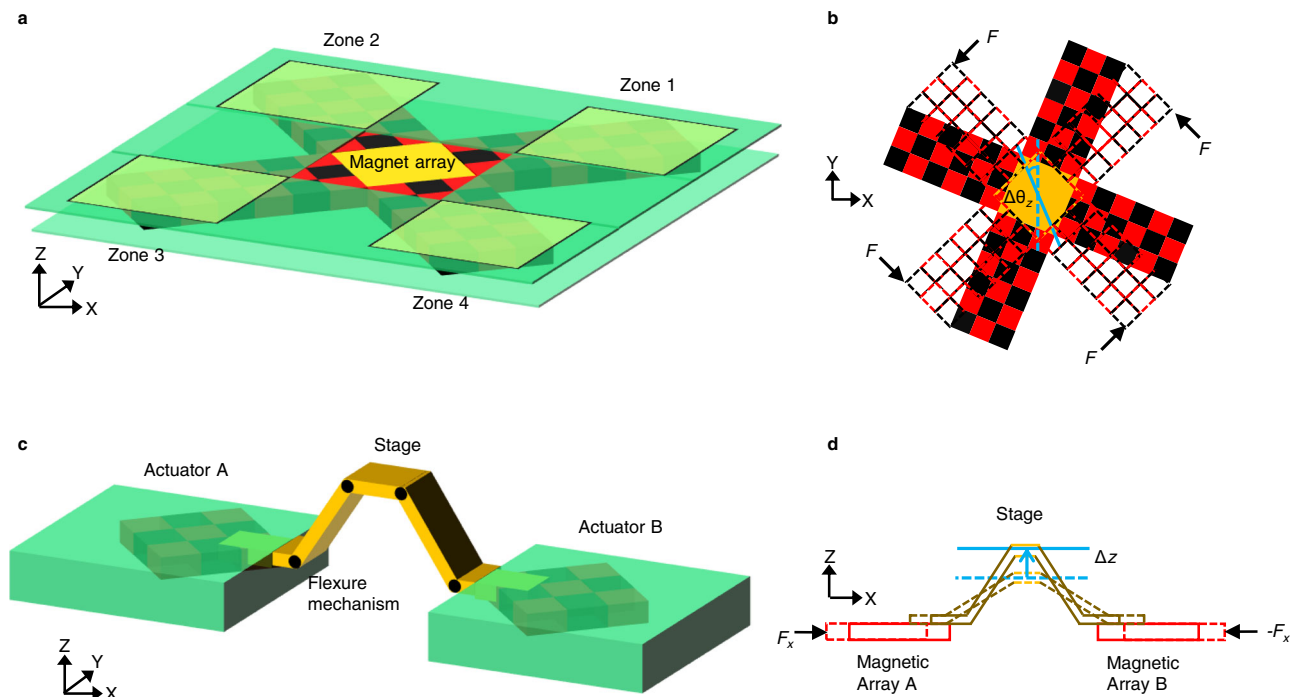 a
Zone 2
Zone 1
Magnet array
Zone 3
Zone 4
Z
Y
X
b
F
F
Y
X
Δθz
F
F
c
Stage
Actuator A
Actuator B
Flexure
mechanism
Z
Y
X
d
Stage
Z
Δz
X
Fx
-Fx
Magnetic
Array A
Magnetic
Array B